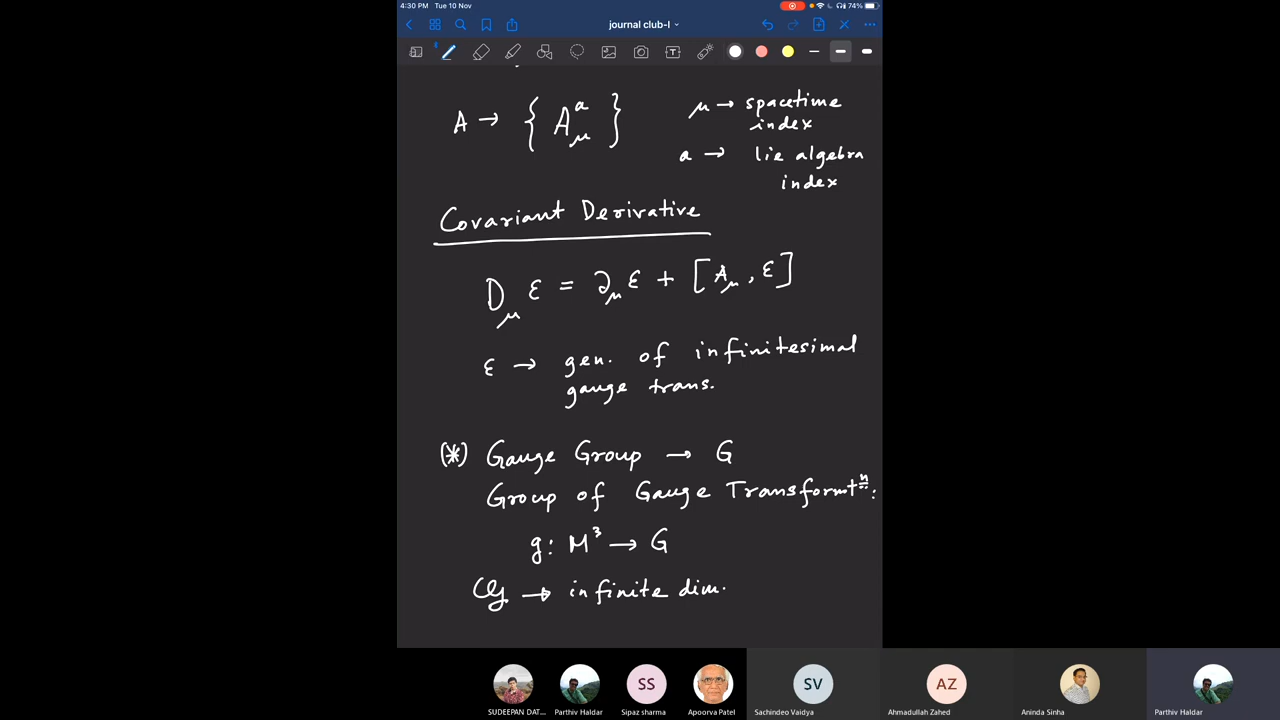 4:30 PM Tue 10 Nov
74%
journal club-I
A → { A^a_μ }
μ → spacetime
index
a → lie algebra
index
Covariant Derivative
D_μ ε = ∂_μ ε + [A_μ, ε]
ε → gen. of infinitesimal
gauge trans.
(*) Gauge Group → G
Group of Gauge Transformtⁿ:
g: M³ → G
𝒢 → infinite dim.
SS
SV
AZ
SUDEEPAN DAT...
Parthiv Haldar
Sipaz sharma
Apoorva Patel
Sachindeo Vaidya
Ahmadullah Zahed
Aninda Sinha
Parthiv Haldar